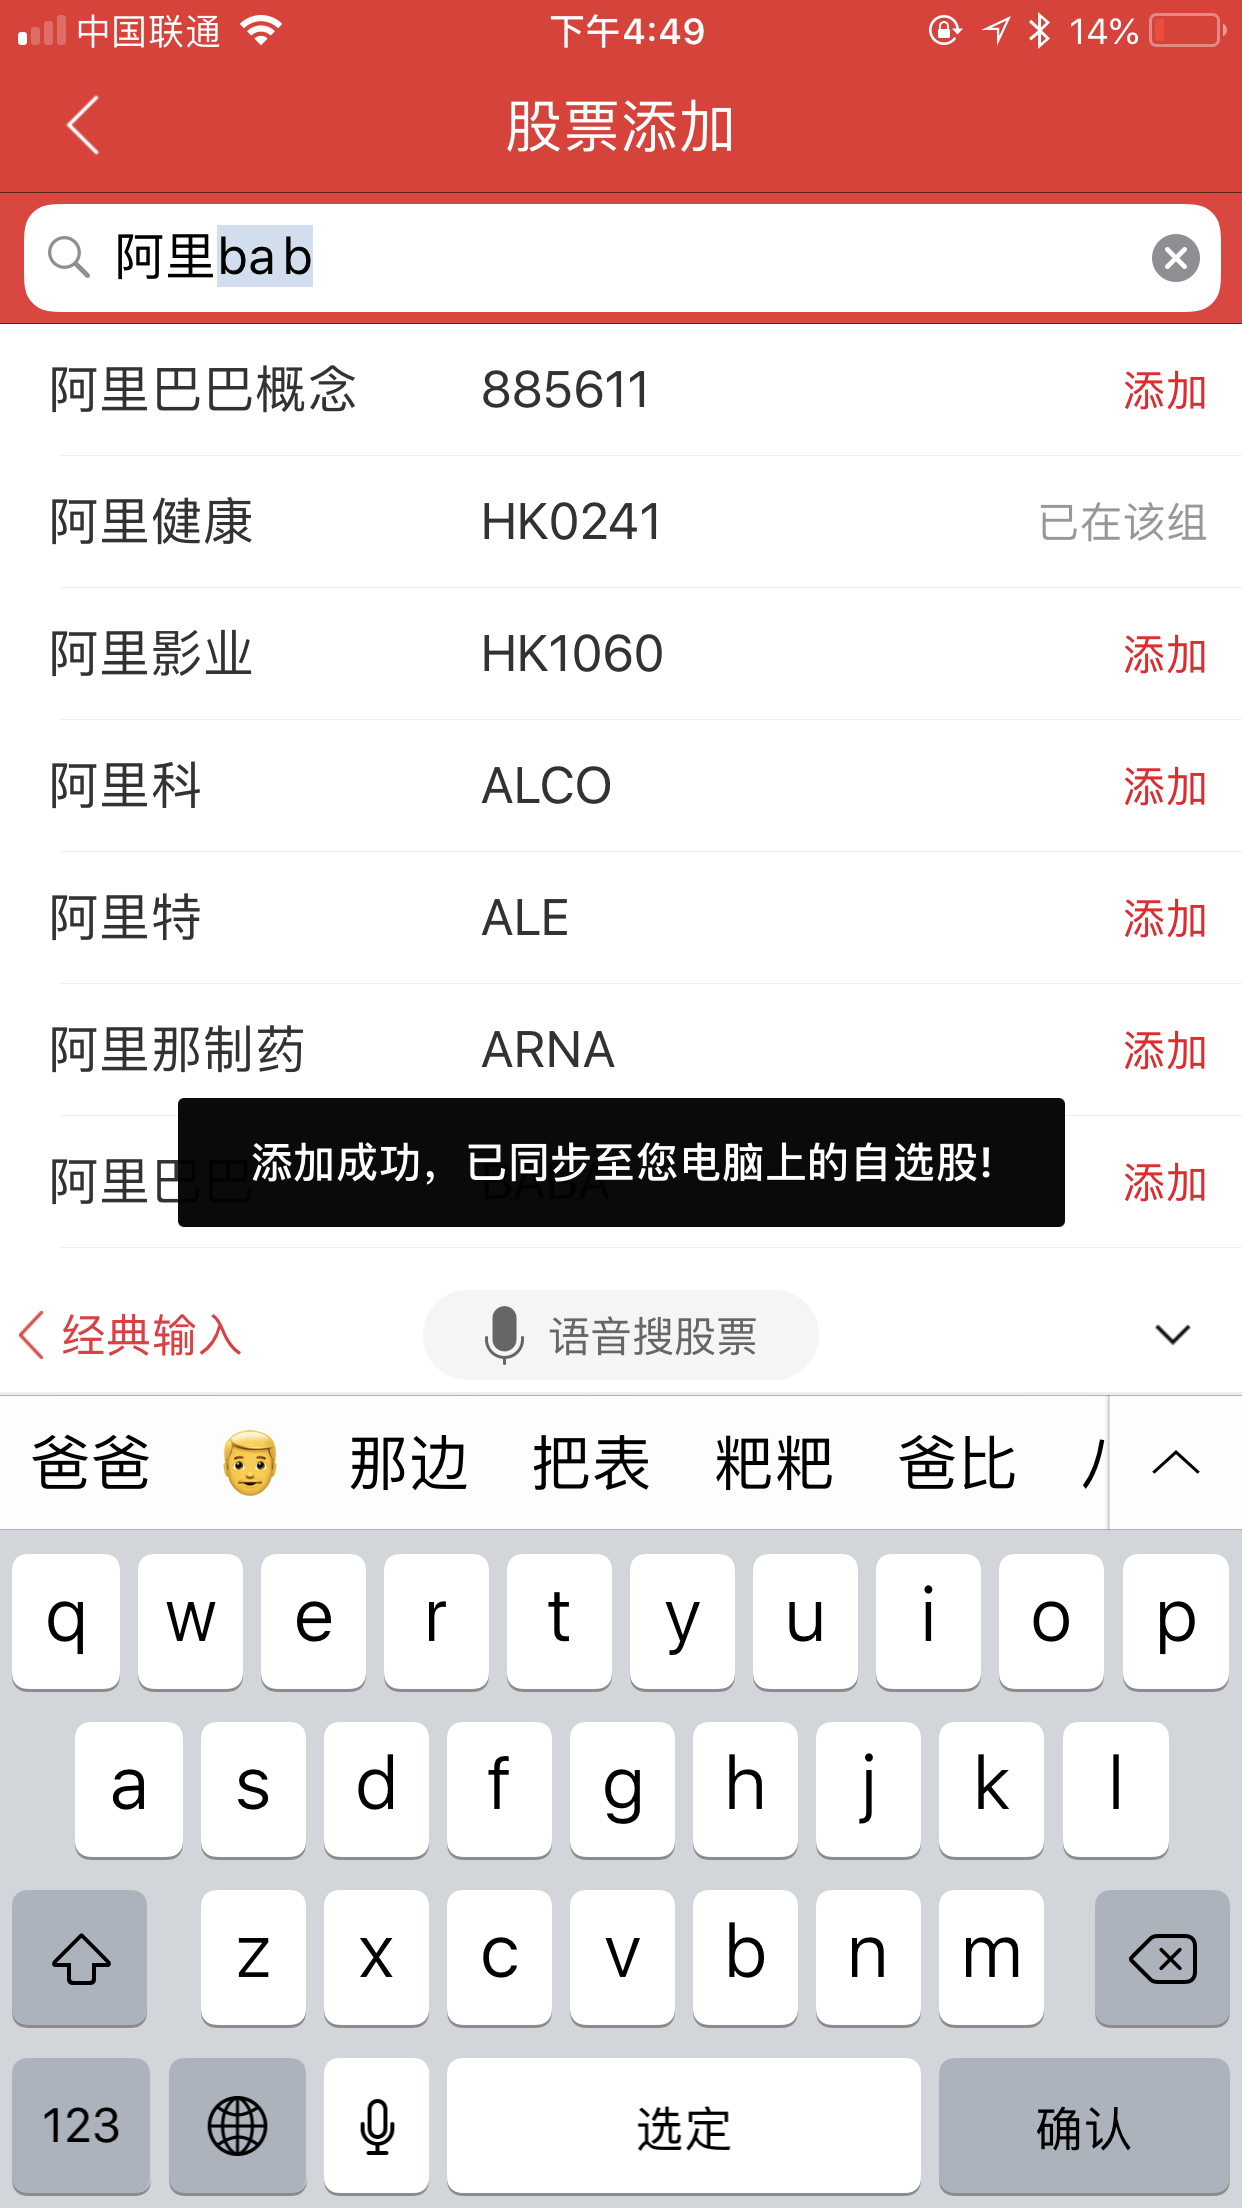 中国联通 下午4:49 14%
股票添加
阿里ba b
阿里巴巴概念 885611 添加
阿里健康 HK0241 已在该组
阿里影业 HK1060 添加
阿里科 ALCO 添加
阿里特 ALE 添加
阿里那制药 ARNA 添加
阿里巴巴 BABA 添加
添加成功，已同步至您电脑上的自选股!
经典输入 语音搜股票
爸爸 那边 把表 粑粑 爸比
q w e r t y u i o p
a s d f g h j k l
z x c v b n m
123 选定 确认